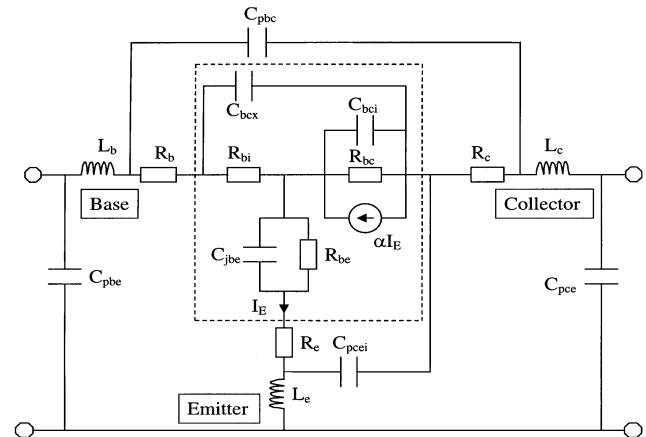 C_pbc
C_bcx
C_bci
L_b
R_b
R_bi
R_bc
R_c
L_c
Base
Collector
αI_E
C_jbe
R_be
C_pbe
C_pce
I_E
R_e
C_pcei
L_e
Emitter